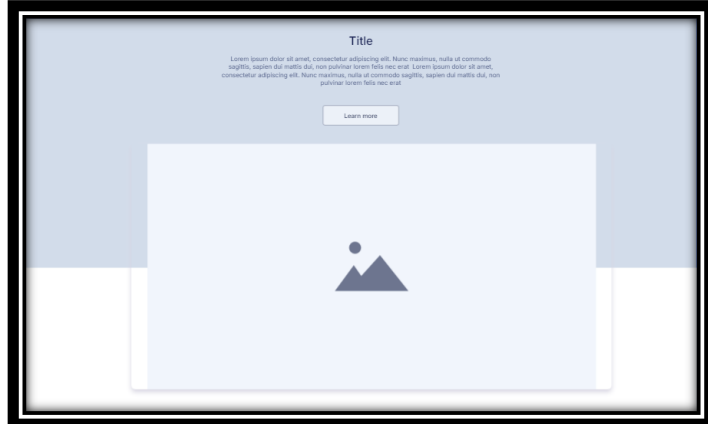 Title
Lorem ipsum dolor sit amet, consectetur adipiscing elit. Nunc maximus, nulla ut commodo
sagittis, sapien dui mattis dui, non pulvinar lorem felis nec erat Lorem ipsum dolor sit amet,
consectetur adipiscing elit. Nunc maximus, nulla ut commodo sagittis, sapien dui mattis dui, non
pulvinar lorem felis nec erat
Learn more